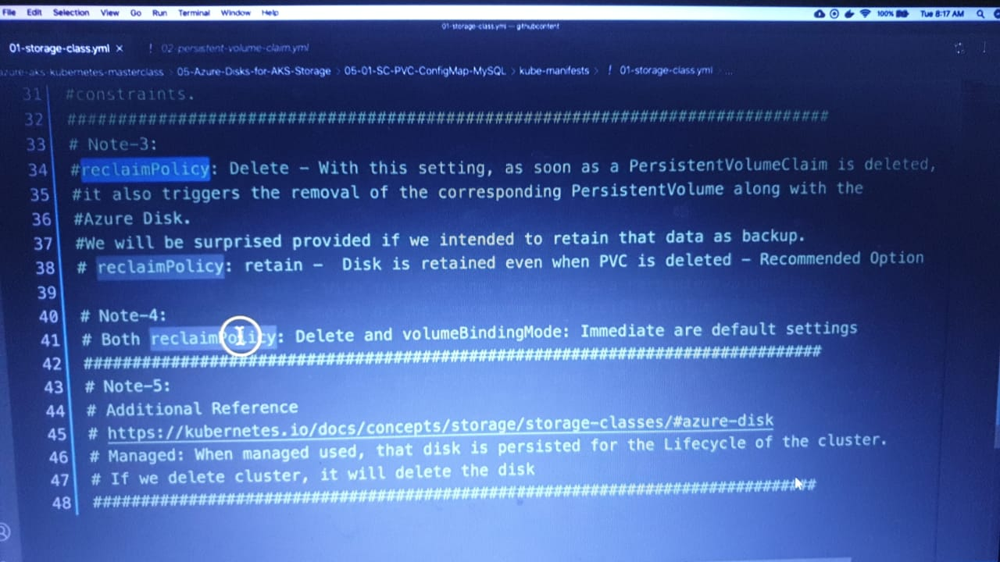 File Edit Selection View Go Run Terminal Window Help 100% Tue 8:17 AM
01-storage-class.yml — githubcontent
01-storage-class.yml × ! 02-persistent-volume-claim.yml
azure-aks-kubernetes-masterclass > 05-Azure-Disks-for-AKS-Storage > 05-01-SC-PVC-ConfigMap-MySQL > kube-manifests > ! 01-storage-class.yml > ...
31 #constraints.
32 ################################################################################
33 # Note-3:
34 #reclaimPolicy: Delete - With this setting, as soon as a PersistentVolumeClaim is deleted,
35 #it also triggers the removal of the corresponding PersistentVolume along with the
36 #Azure Disk.
37 #We will be surprised provided if we intended to retain that data as backup.
38 # reclaimPolicy: retain - Disk is retained even when PVC is deleted - Recommended Option
39
40 # Note-4:
41 # Both reclaimPolicy: Delete and volumeBindingMode: Immediate are default settings
42 ################################################################################
43 # Note-5:
44 # Additional Reference
45 # https://kubernetes.io/docs/concepts/storage/storage-classes/#azure-disk
46 # Managed: When managed used, that disk is persisted for the Lifecycle of the cluster.
47 # If we delete cluster, it will delete the disk
48 ################################################################################